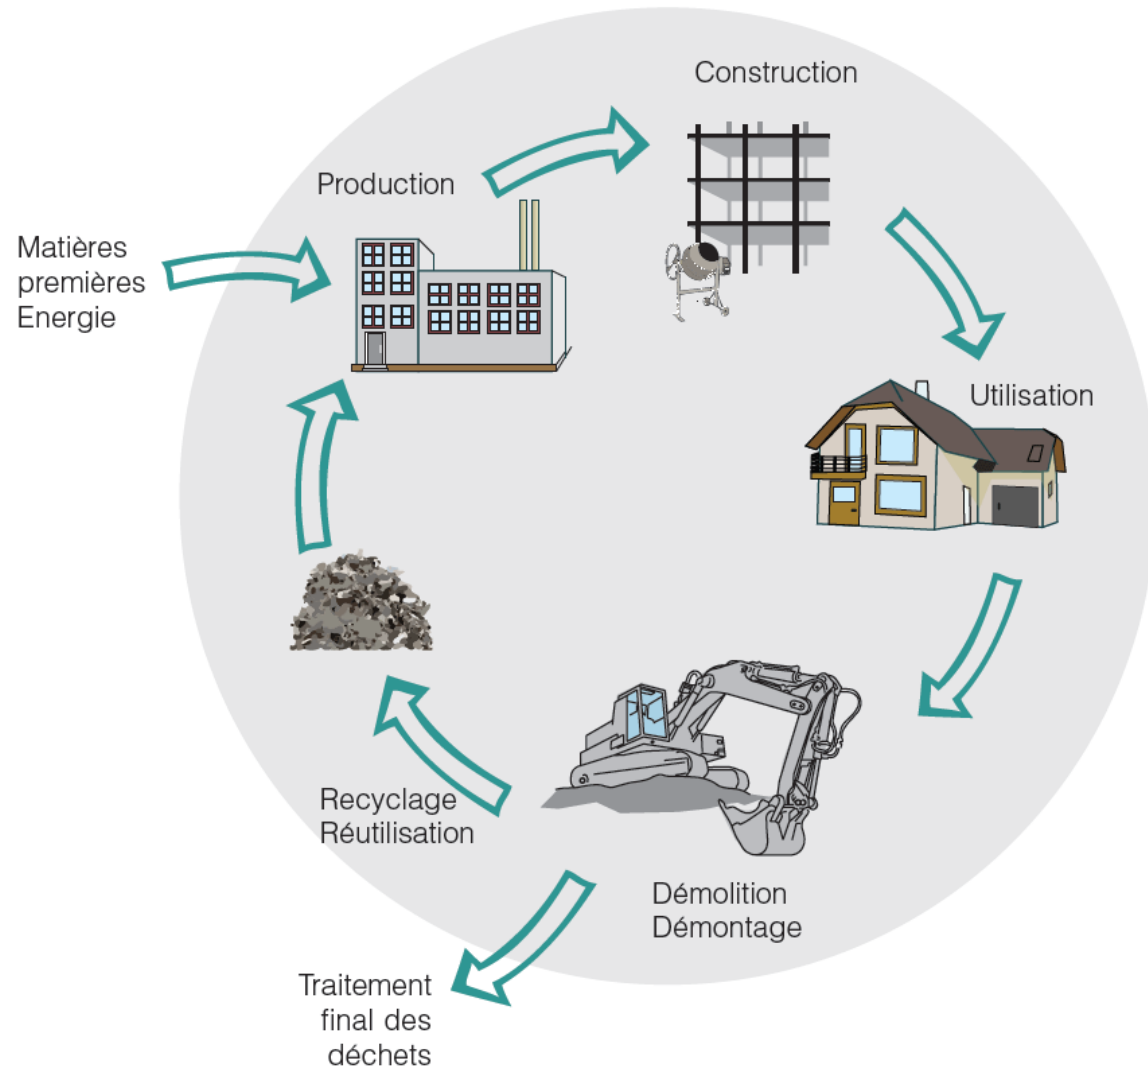 Construction
Production
Matières
premières
Energie
Utilisation
Recyclage
Réutilisation
Démolition
Démontage
Traitement
final des
déchets